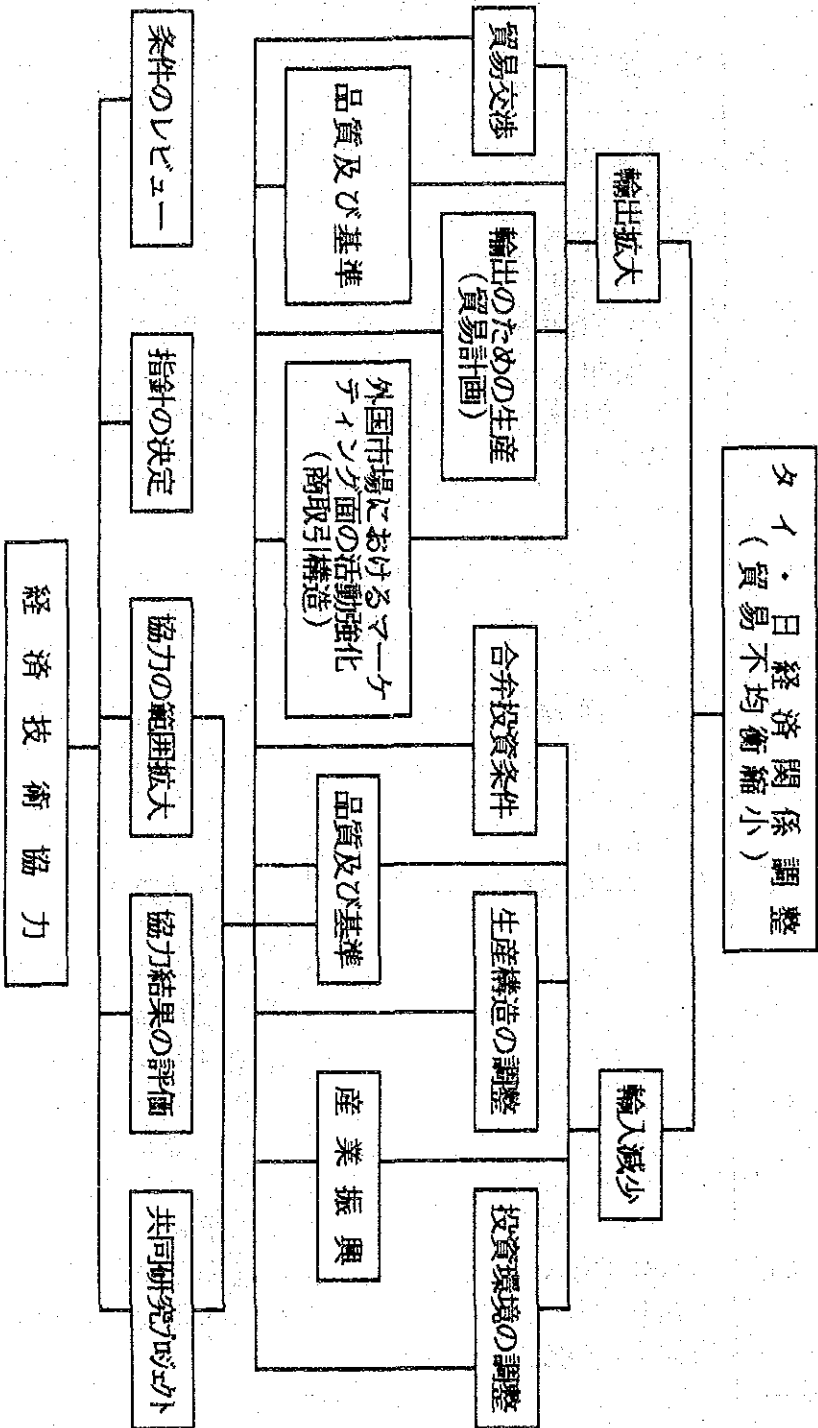 タイ・日経済関係調整
(貿易不均衡縮小)
輸出拡大
輸入減少
貿易交渉
輸出のための生産
(貿易計画)
合弁投資条件
生産構造の調整
投資環境の調整
品質及び基準
外国市場におけるマーケ
ティング面の活動強化
(商取引構造)
品質及び基準
産業振興
条件のレビュー
指針の決定
協力の範囲拡大
協力結果の評価
共同研究プロジェクト
経済技術協力